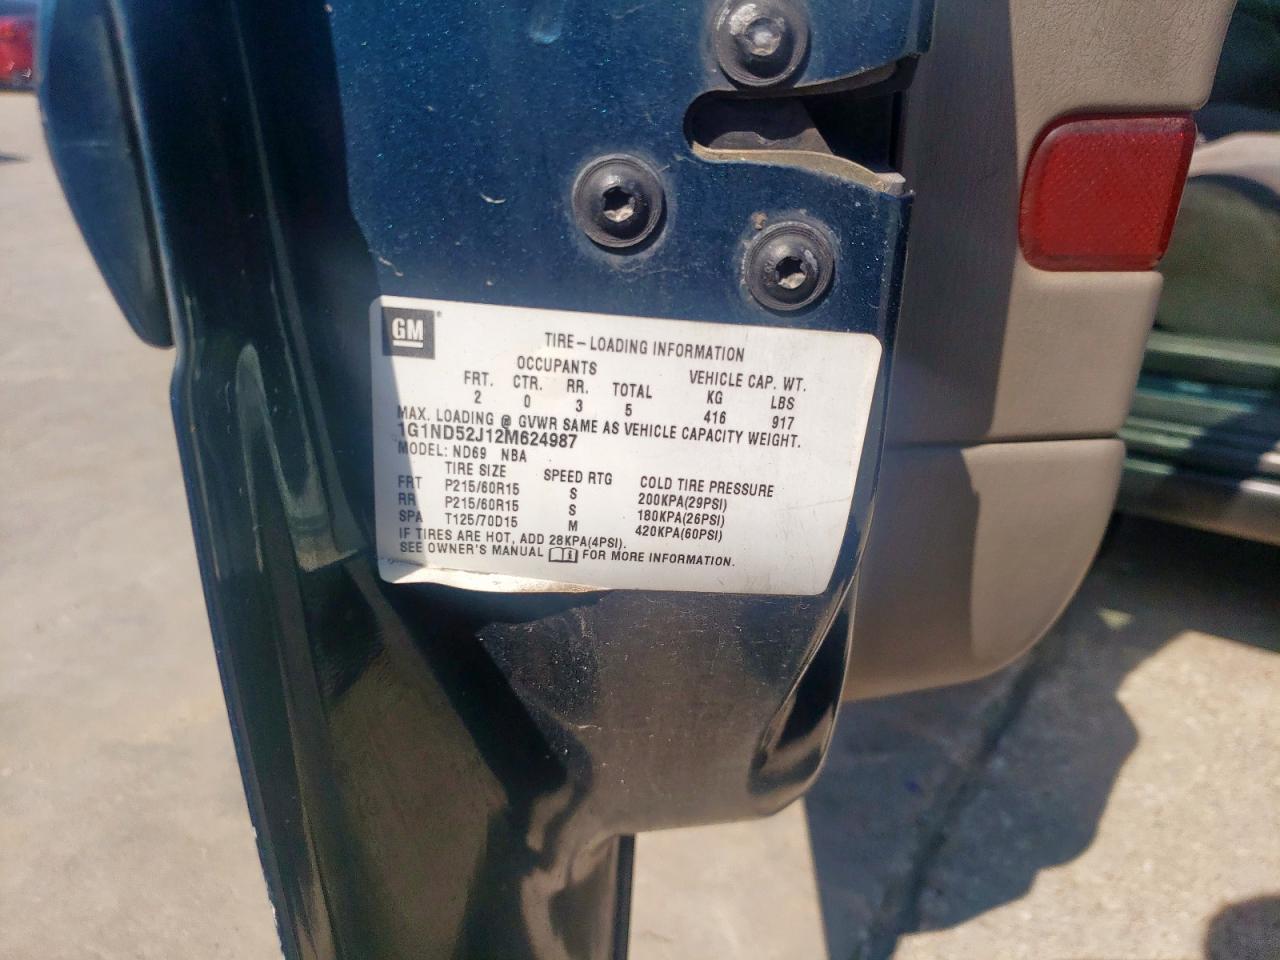 GM®
TIRE-LOADING INFORMATION
OCCUPANTS VEHICLE CAP. WT.
FRT. CTR. RR. TOTAL KG LBS
2 0 3 5 416 917
MAX. LOADING @ GVWR SAME AS VEHICLE CAPACITY WEIGHT.
1G1ND52J12M624987
MODEL: ND69 NBA
TIRE SIZE SPEED RTG COLD TIRE PRESSURE
FRT P215/60R15 S 200KPA(29PSI)
RR P215/60R15 S 180KPA(26PSI)
SPA T125/70D15 M 420KPA(60PSI)
IF TIRES ARE HOT, ADD 28KPA(4PSI).
SEE OWNER'S MANUAL FOR MORE INFORMATION.